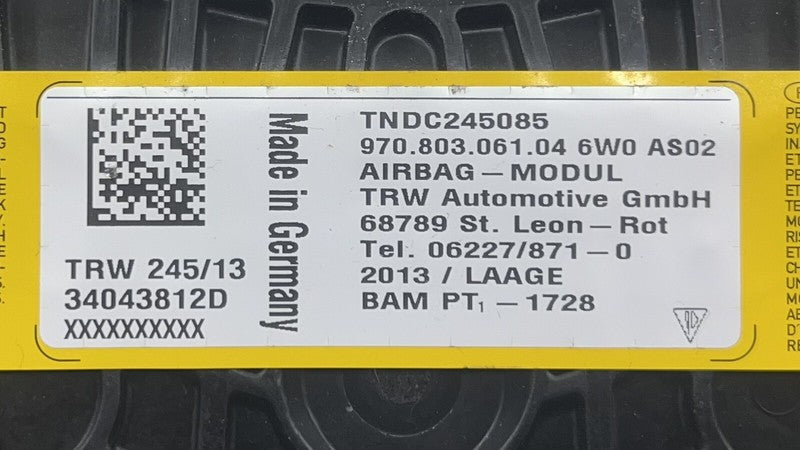 TRW 245/13
34043812D
XXXXXXXXXX
Made in Germany
TNDC245085
970.803.061.04 6W0 AS02
AIRBAG – MODUL
TRW Automotive GmbH
68789 St. Leon – Rot
Tel. 06227/871 – 0
2013 / LAAGE
BAM PT₁ – 1728